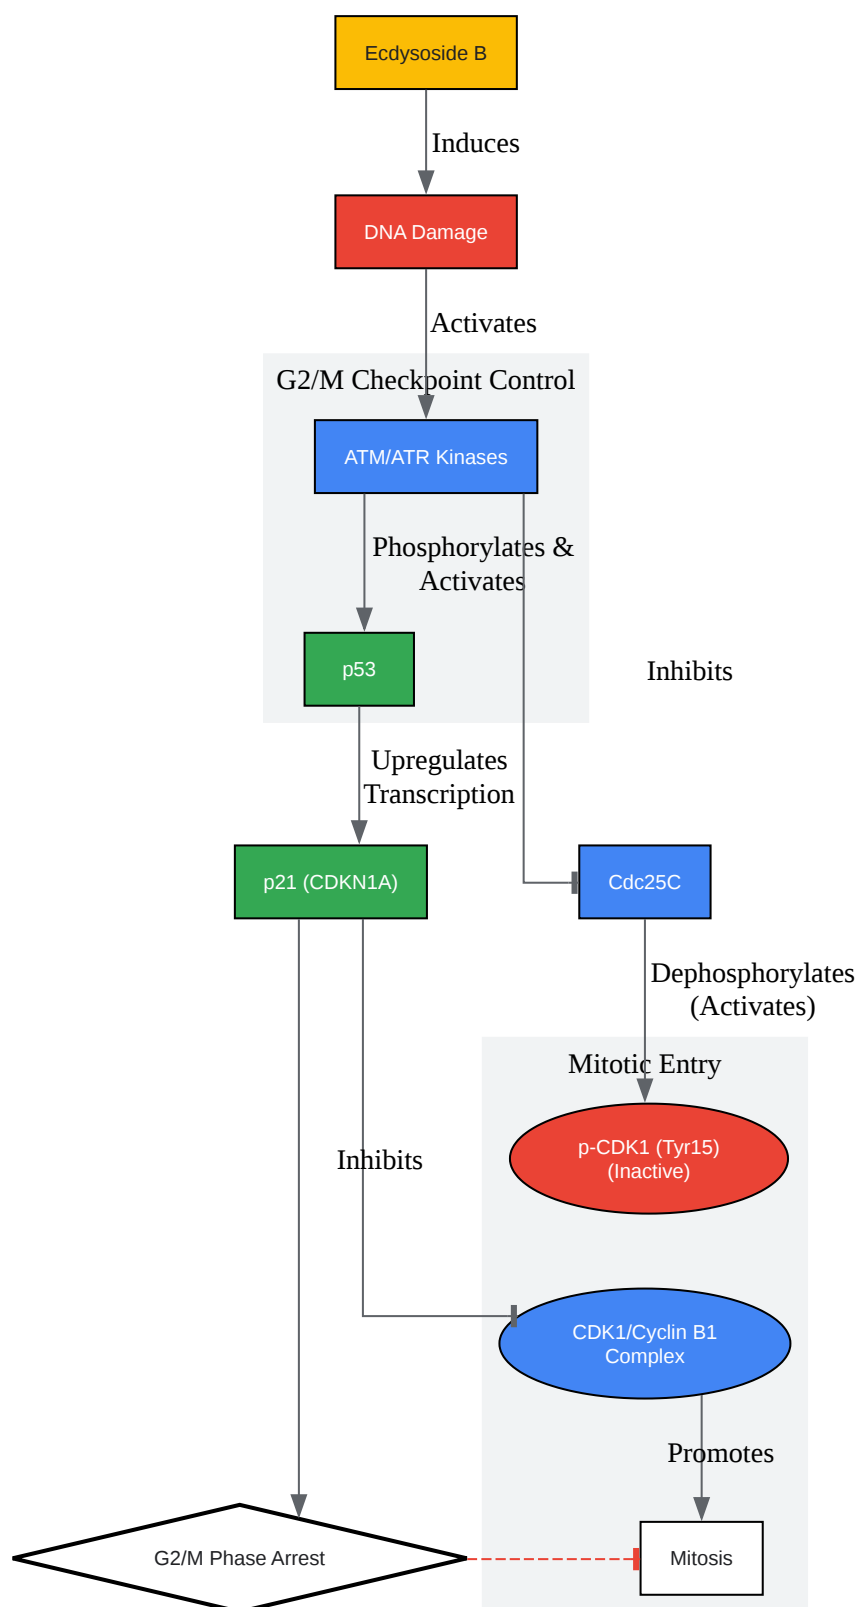 Ecdysoside B
Induces
DNA Damage
Activates
G2/M Checkpoint Control
ATM/ATR Kinases
Phosphorylates &
Activates
p53
Inhibits
Upregulates
Transcription
p21 (CDKN1A)
Cdc25C
Dephosphorylates
(Activates)
Mitotic Entry
p-CDK1 (Tyr15)
(Inactive)
Inhibits
CDK1/Cyclin B1
Complex
Promotes
G2/M Phase Arrest
Mitosis